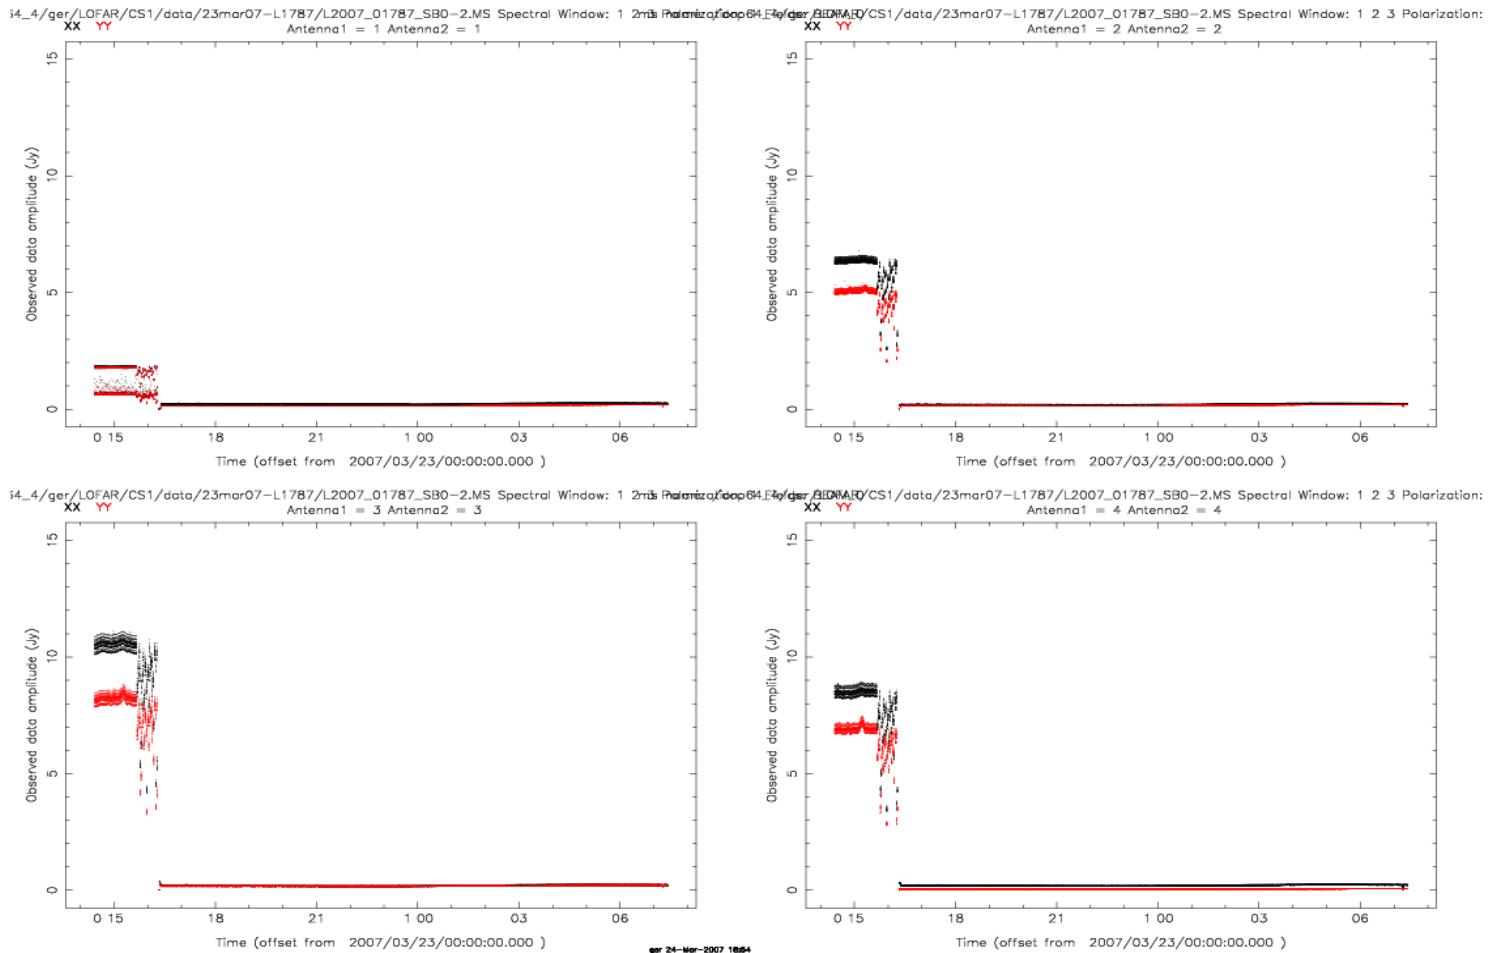 54_4/ger/LOFAR/CS1/data/23mar07-L1787/L2007_01787_SB0-2.MS Spectral Window: 1 2 3 Polarization:
XX YY
Antenna1 = 1 Antenna2 = 1
Observed data amplitude (Jy)
15
10
5
0
0 15 18 21 1 00 03 06
Time (offset from 2007/03/23/00:00:00.000 )
CS1/data/23mar07-L1787/L2007_01787_SB0-2.MS Spectral Window: 1 2 3 Polarization:
XX YY
Antenna1 = 2 Antenna2 = 2
Observed data amplitude (Jy)
15
10
5
0
0 15 18 21 1 00 03 06
Time (offset from 2007/03/23/00:00:00.000 )
54_4/ger/LOFAR/CS1/data/23mar07-L1787/L2007_01787_SB0-2.MS Spectral Window: 1 2 3 Polarization:
XX YY
Antenna1 = 3 Antenna2 = 3
Observed data amplitude (Jy)
15
10
5
0
0 15 18 21 1 00 03 06
Time (offset from 2007/03/23/00:00:00.000 )
CS1/data/23mar07-L1787/L2007_01787_SB0-2.MS Spectral Window: 1 2 3 Polarization:
XX YY
Antenna1 = 4 Antenna2 = 4
Observed data amplitude (Jy)
15
10
5
0
0 15 18 21 1 00 03 06
Time (offset from 2007/03/23/00:00:00.000 )
ger 24-Mar-2007 18:54